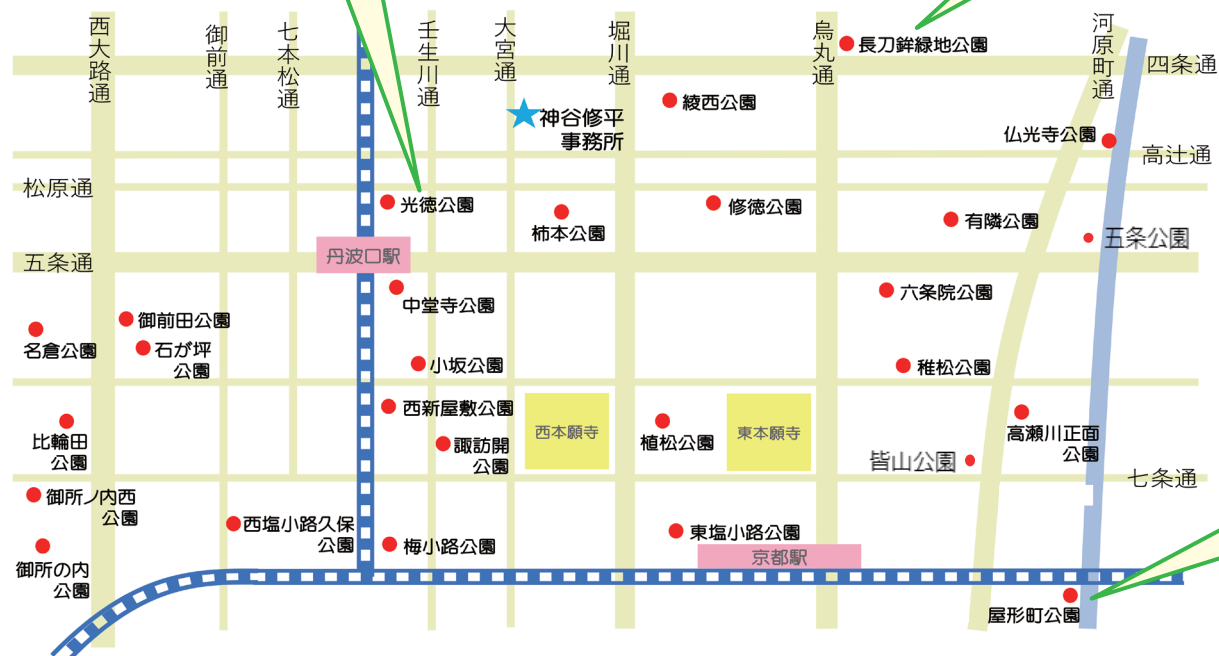 西大路通
御前通
七本松通
壬生川通
大宮通
堀川通
烏丸通
河原町通
長刀鉾緑地公園
四条通
綾西公園
神谷修平
事務所
仏光寺公園
高辻通
松原通
光徳公園
柿本公園
修徳公園
有隣公園
五条公園
五条通
丹波口駅
中堂寺公園
六条院公園
御前田公園
名倉公園
石が坪
公園
小坂公園
稚松公園
西新屋敷公園
西本願寺
東本願寺
比輪田
公園
諏訪開
公園
植松公園
高瀬川正面
公園
皆山公園
七条通
御所ノ内西
公園
西塩小路久保
公園
梅小路公園
東塩小路公園
京都駅
御所の内
公園
屋形町公園